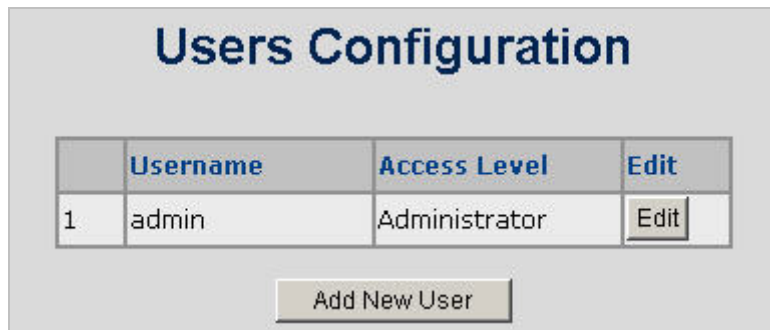 Users Configuration
Username Access Level Edit
1 admin Administrator Edit
Add New User